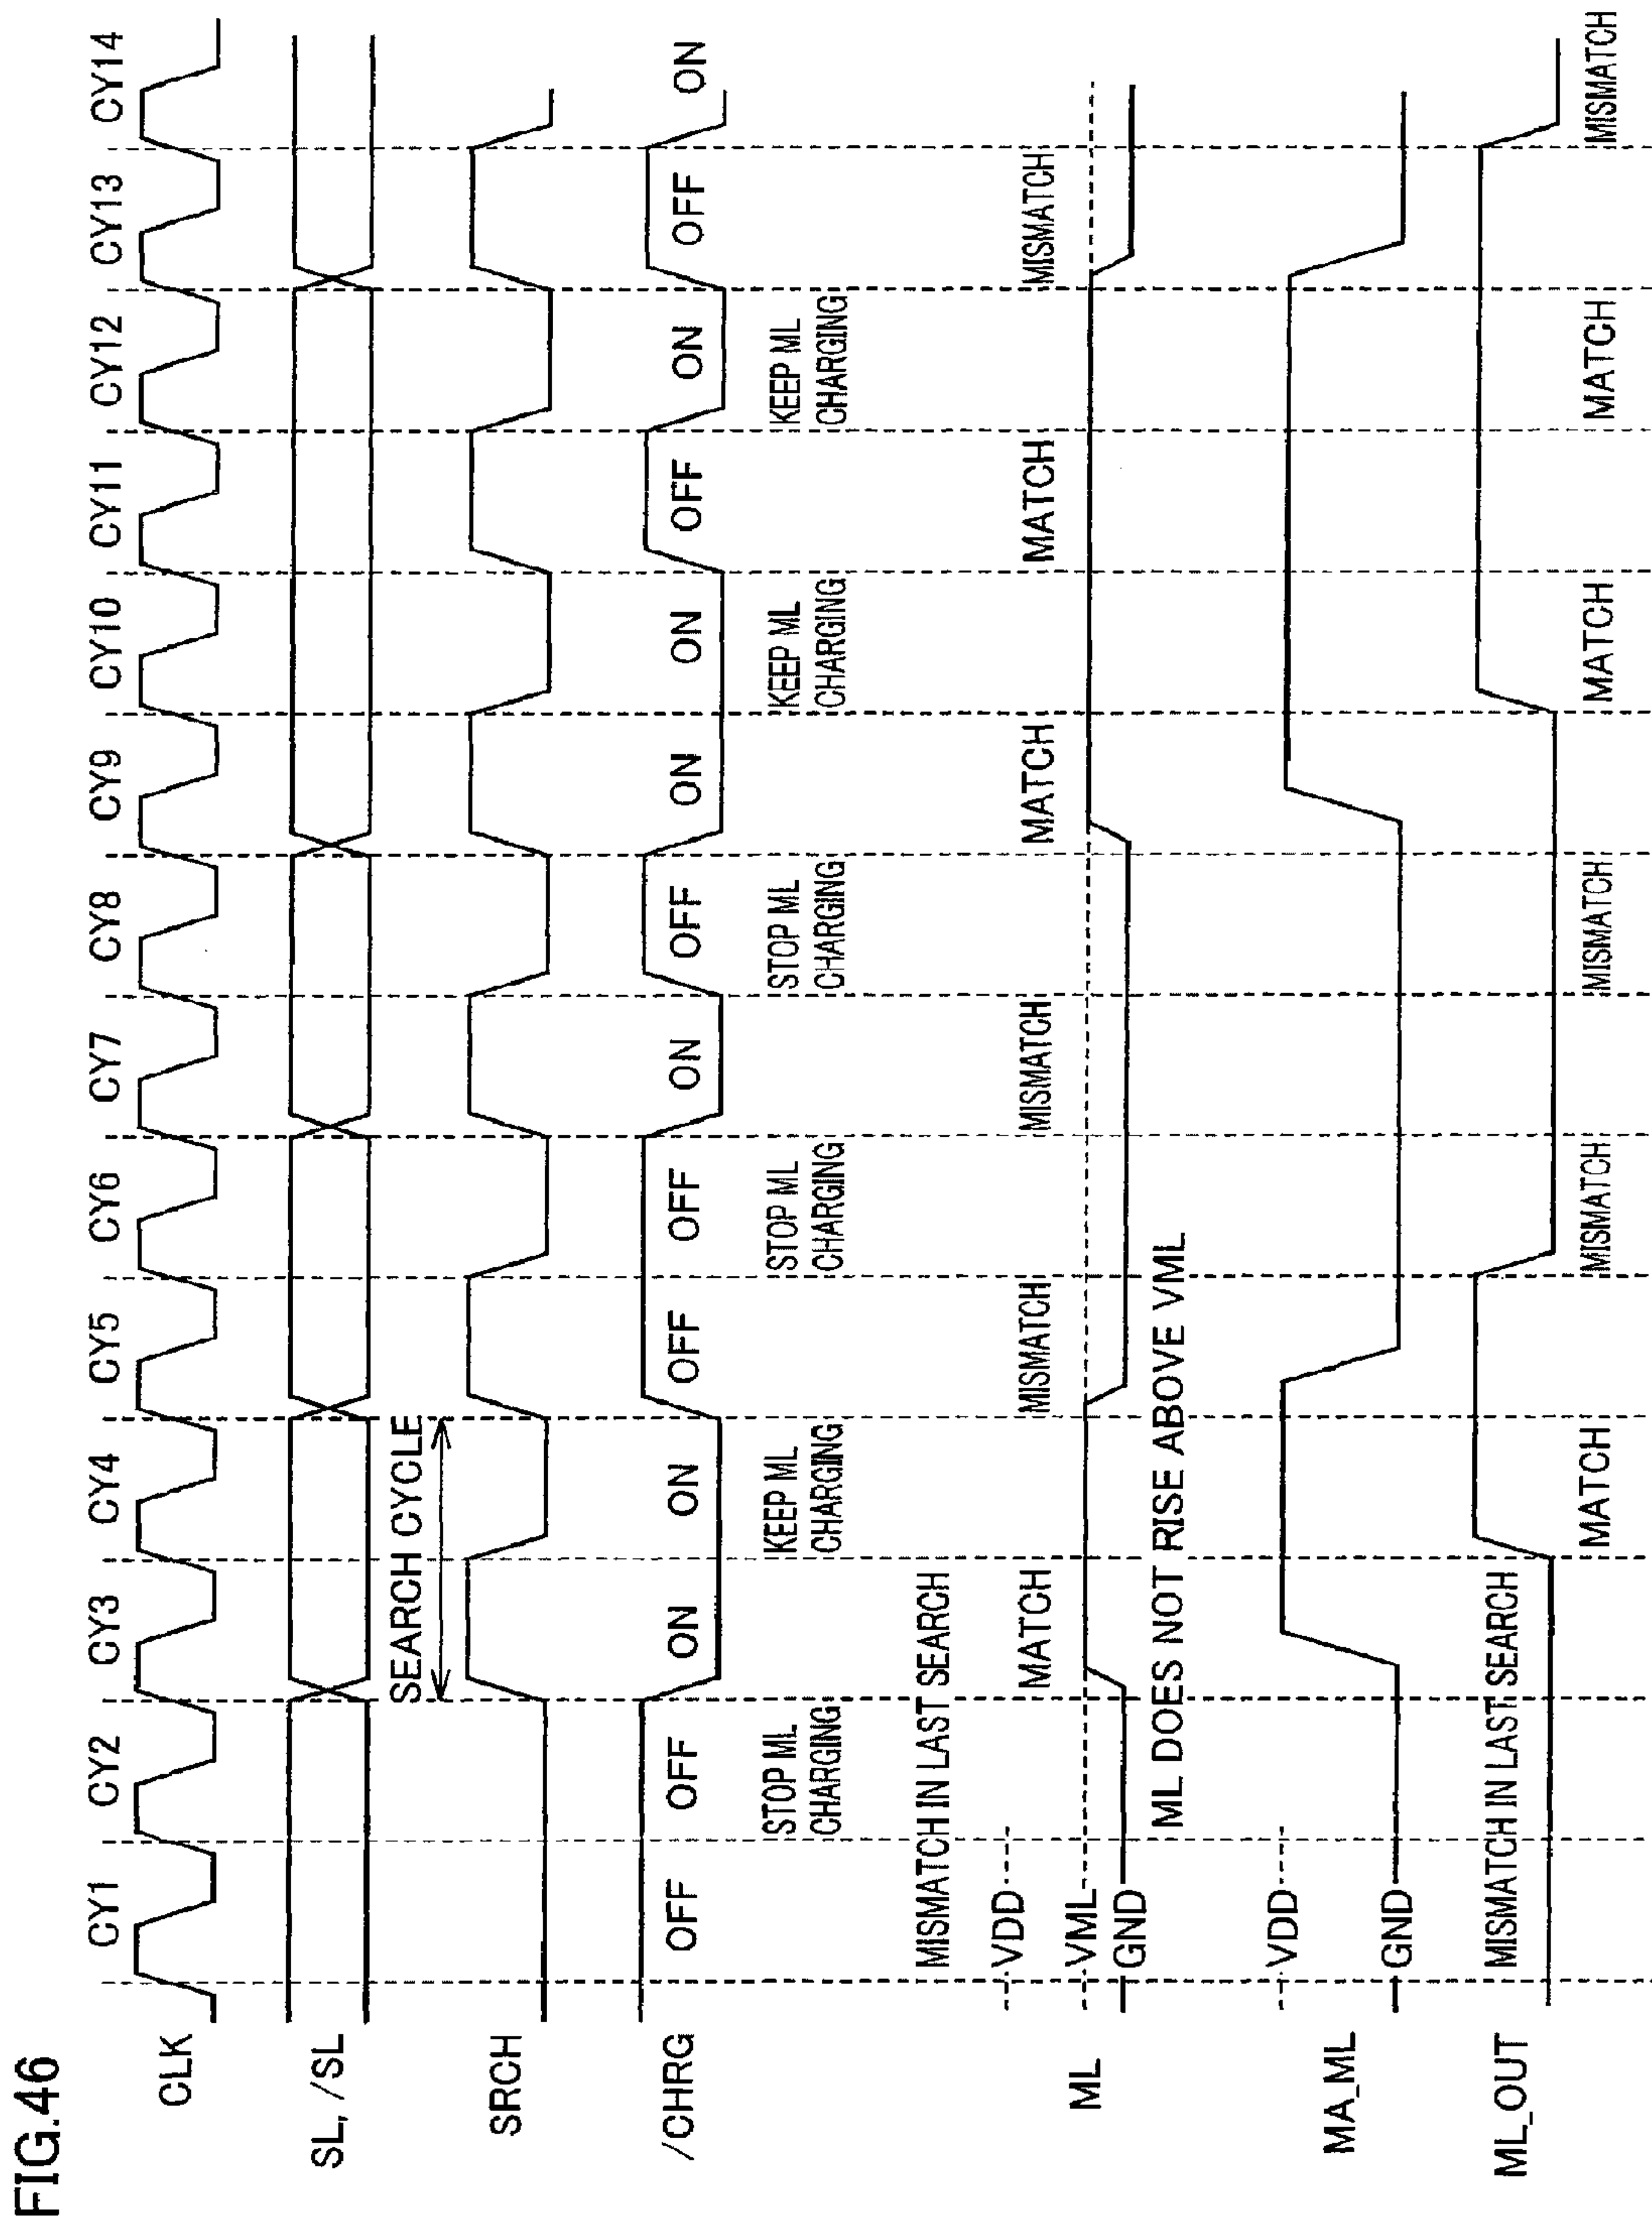 FIG.46
CY1 CY2 CY3 CY4 CY5 CY6 CY7 CY8 CY9 CY10 CY11 CY12 CY13 CY14
CLK
SL, /SL
SEARCH CYCLE
SRCH
/CHRG
OFF OFF ON ON OFF OFF ON OFF ON ON OFF ON OFF ON
STOP ML CHARGING
KEEP ML CHARGING
STOP ML CHARGING
STOP ML CHARGING
KEEP ML CHARGING
KEEP ML CHARGING
MISMATCH IN LAST SEARCH
VDD
MATCH MISMATCH MISMATCH MATCH MATCH MISMATCH
ML
VML
GND
ML DOES NOT RISE ABOVE VML
MA_ML
VDD
GND
ML_OUT
MISMATCH IN LAST SEARCH
MATCH MISMATCH MISMATCH MATCH MATCH MISMATCH